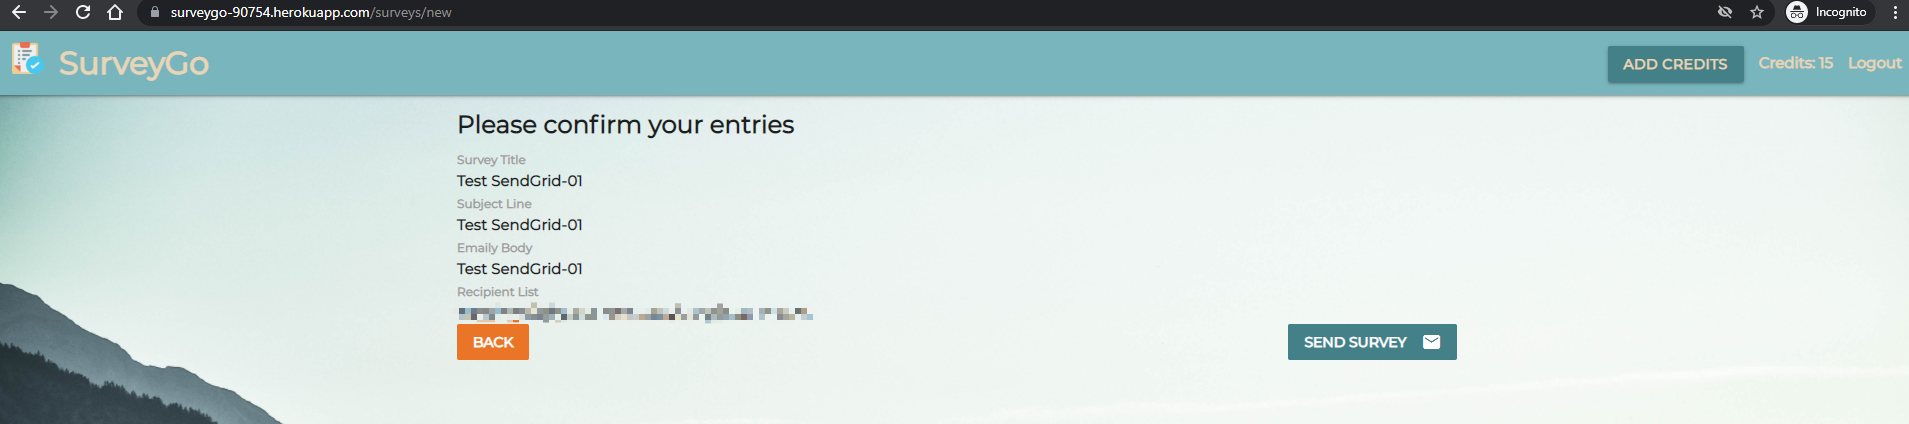 surveygo-90754.herokuapp.com/surveys/new
Incognito
SurveyGo
ADD CREDITS
Credits: 15
Logout
Please confirm your entries
Survey Title
Test SendGrid-01
Subject Line
Test SendGrid-01
Emaily Body
Test SendGrid-01
Recipient List
BACK
SEND SURVEY